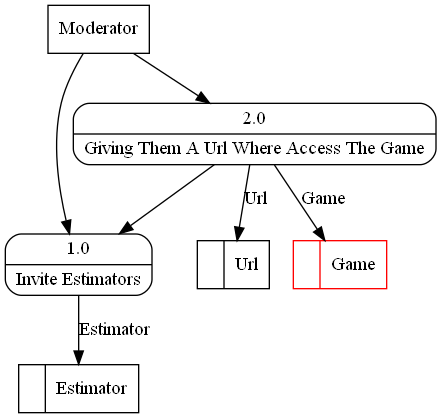 Moderator
2.0
Giving Them A Url Where Access The Game
Url
Game
1.0
Invite Estimators
Url
Game
Estimator
Estimator